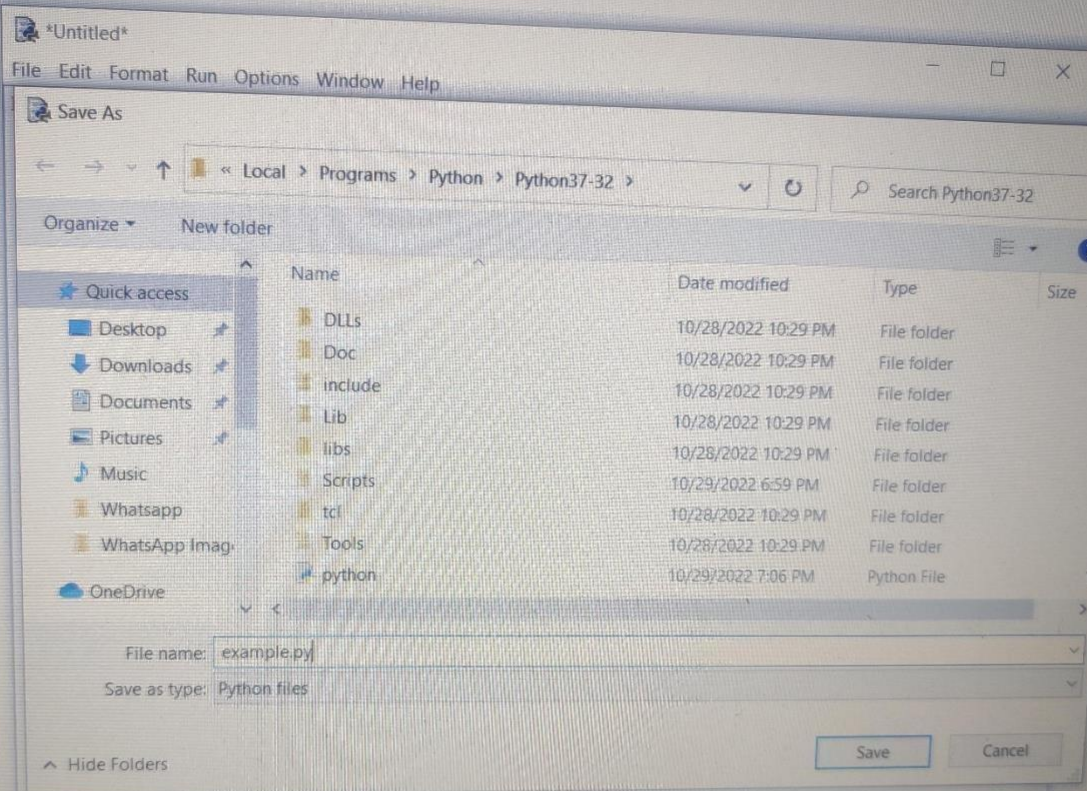 *Untitled*
File Edit Format Run Options Window Help
Save As
« Local > Programs > Python > Python37-32 >
Search Python37-32
Organize
New folder
Name Date modified Type Size
Quick access
Desktop
Downloads
Documents
Pictures
Music
Whatsapp
WhatsApp Imag
OneDrive
DLLs 10/28/2022 10:29 PM File folder
Doc 10/28/2022 10:29 PM File folder
include 10/28/2022 10:29 PM File folder
Lib 10/28/2022 10:29 PM File folder
libs 10/28/2022 10:29 PM File folder
Scripts 10/29/2022 6:59 PM File folder
tcl 10/28/2022 10:29 PM File folder
Tools 10/28/2022 10:29 PM File folder
python 10/29/2022 7:06 PM Python File
File name: example.py
Save as type: Python files
Hide Folders
Save
Cancel